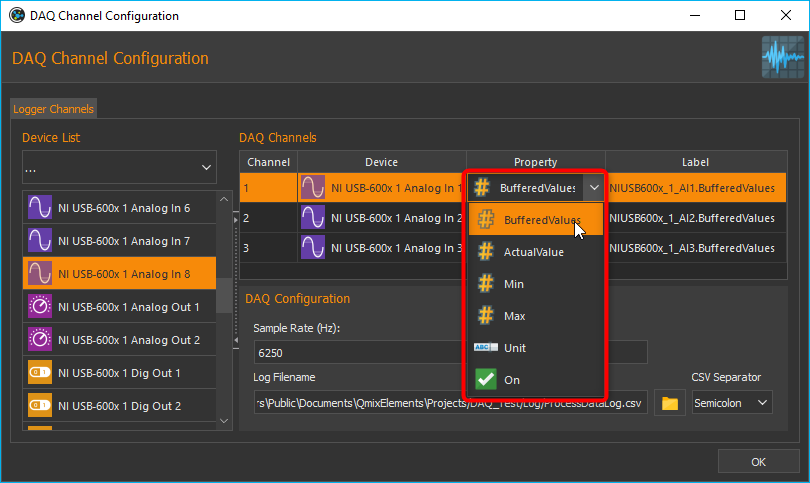 DAQ Channel Configuration
DAQ Channel Configuration
Logger Channels
Device List
...
NI USB-600x 1 Analog In 6
NI USB-600x 1 Analog In 7
NI USB-600x 1 Analog In 8
NI USB-600x 1 Analog Out 1
NI USB-600x 1 Analog Out 2
NI USB-600x 1 Dig Out 1
NI USB-600x 1 Dig Out 2
DAQ Channels
Channel Device Property Label
1 NI USB-600x 1 Analog In 1 BufferedValues NIUSB600x_1_AI1.BufferedValues
2 NI USB-600x 1 Analog In 2 NIUSB600x_1_AI2.BufferedValues
3 NI USB-600x 1 Analog In 3 NIUSB600x_1_AI3.BufferedValues
BufferedValues
ActualValue
Min
Max
ABC Unit
On
DAQ Configuration
Sample Rate (Hz):
6250
Log Filename CSV Separator
rs\Public\Documents\QmixElements\Projects/DAQ_Test/Log/ProcessDataLog.csv Semicolon
OK